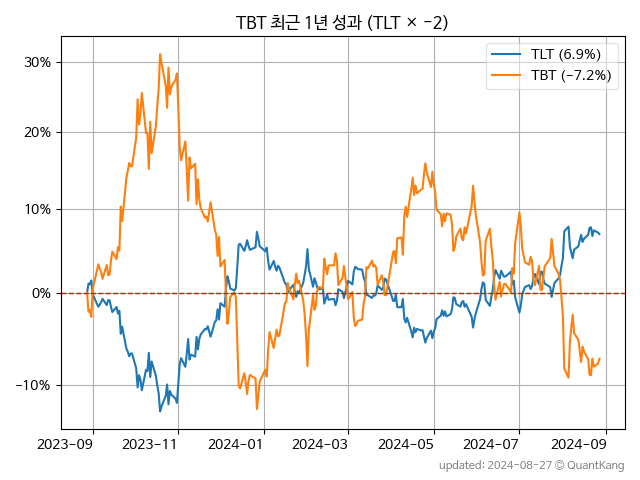 TBT 최근 1년 성과 (TLT × −2)
TLT (6.9%)
TBT (−7.2%)
30%
20%
10%
0%
−10%
2023-09 2023-11 2024-01 2024-03 2024-05 2024-07 2024-09
updated: 2024-08-27 © QuantKang